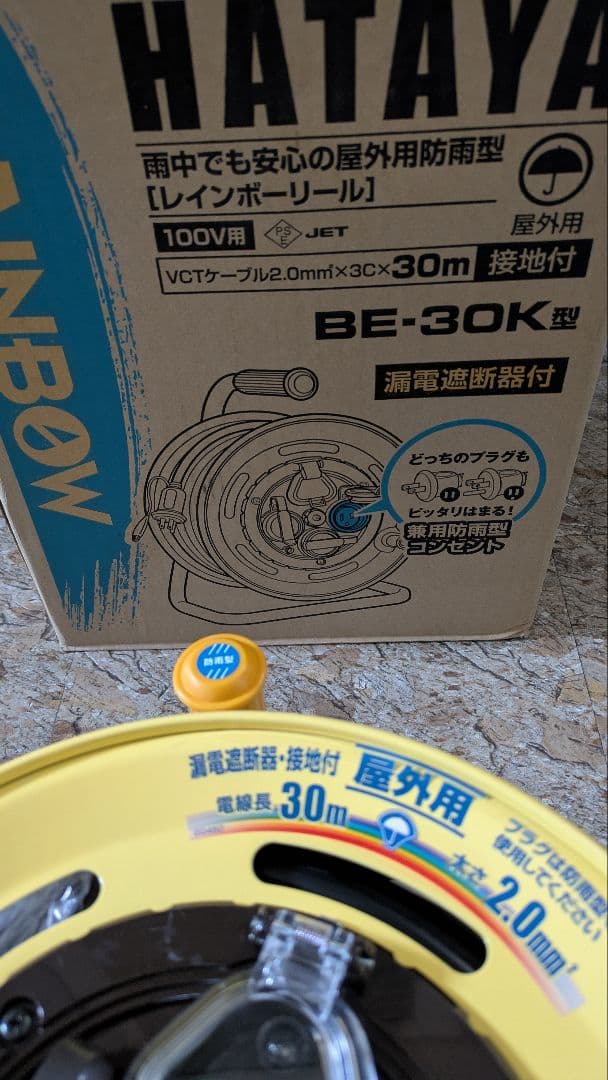 HATAYA
雨中でも安心の屋外用防雨型
[レインボーリール]
屋外用
100V用 PSE JET
VCTケーブル2.0mm²×3C×30m 接地付
BE-30K型
漏電遮断器付
どっちのプラグも
ピッタリはまる!
兼用防雨型
コンセント
INBOW
防雨型
漏電遮断器・接地付 屋外用
電線長 30m
太さ 2.0mm²
プラグは防雨型
使用してください